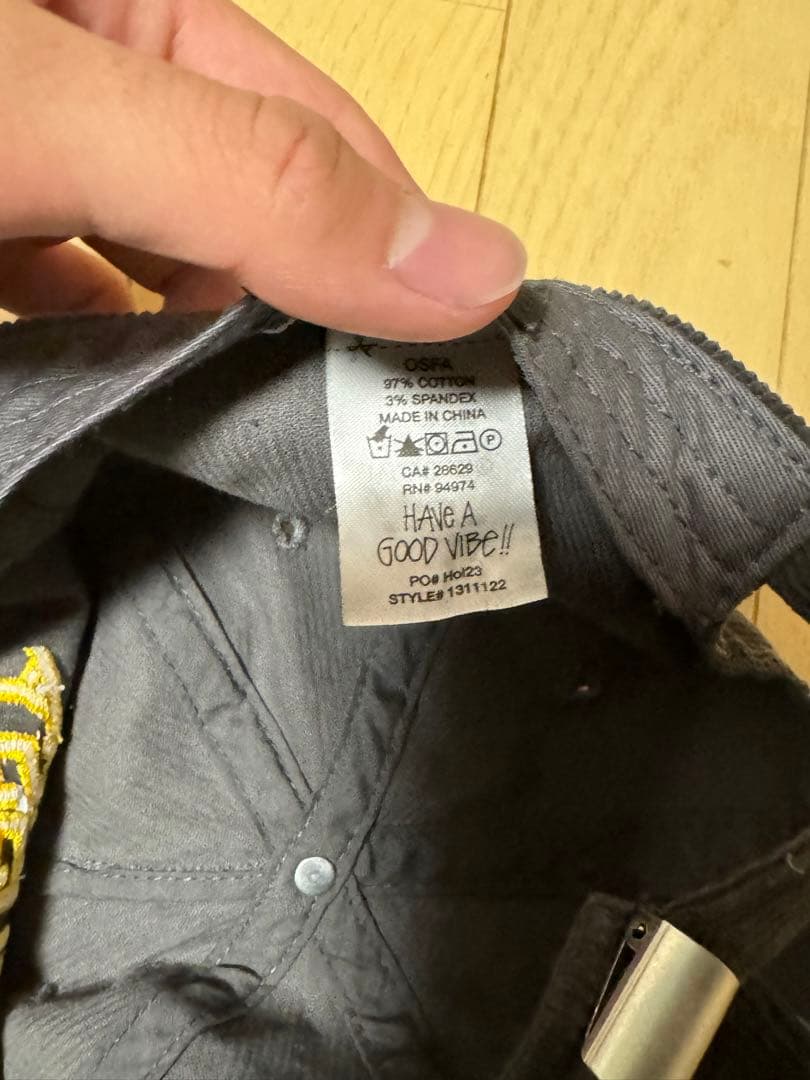 OSFA
97% COTTON
3% SPANDEX
MADE IN CHINA
P
CA# 28629
RN# 94974
HAVE A
GOOD VIBE!!
PO# Hol23
STYLE# 1311122